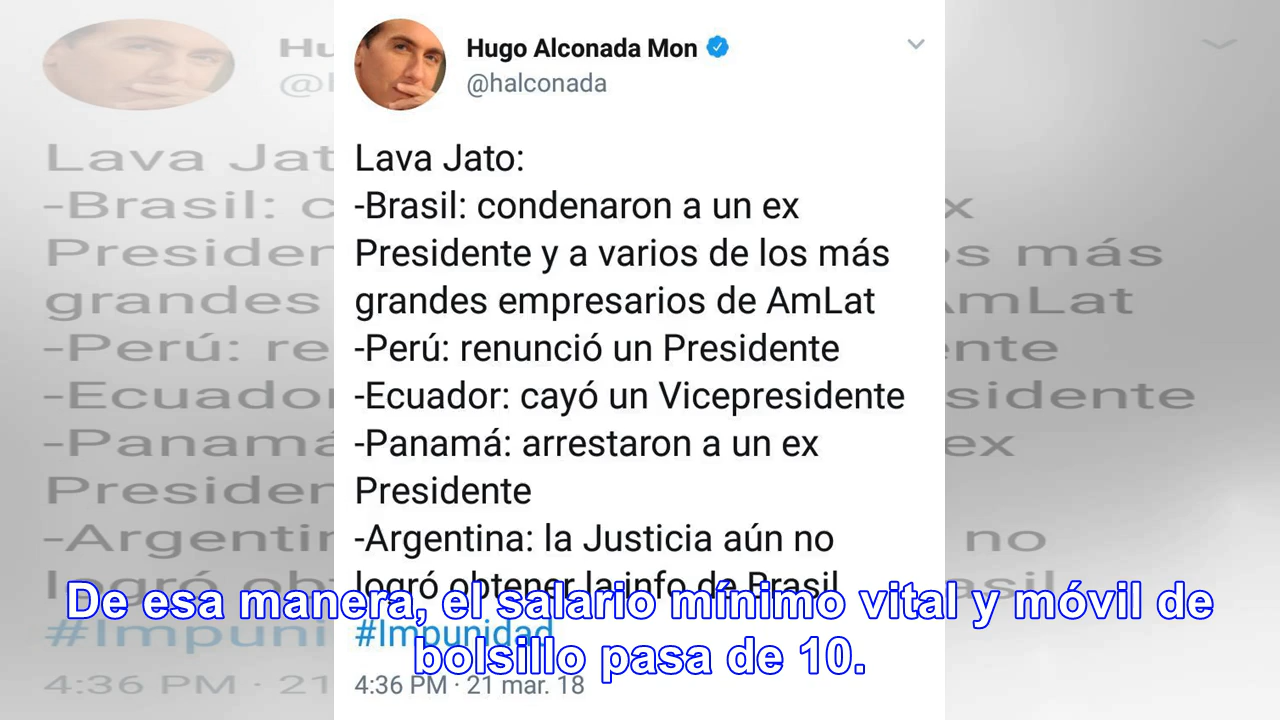 Hugo Alconada Mon
@halconada
Lava Jato:
-Brasil: condenaron a un ex
Presidente y a varios de los más
grandes empresarios de AmLat
-Perú: renunció un Presidente
-Ecuador: cayó un Vicepresidente
-Panamá: arrestaron a un ex
Presidente
-Argentina: la Justicia aún no
logró obtener la info de Brasil
#Impunidad
4:36 PM · 21 mar. 18
De esa manera, el salario mínimo vital y móvil de
bolsillo pasa de 10.